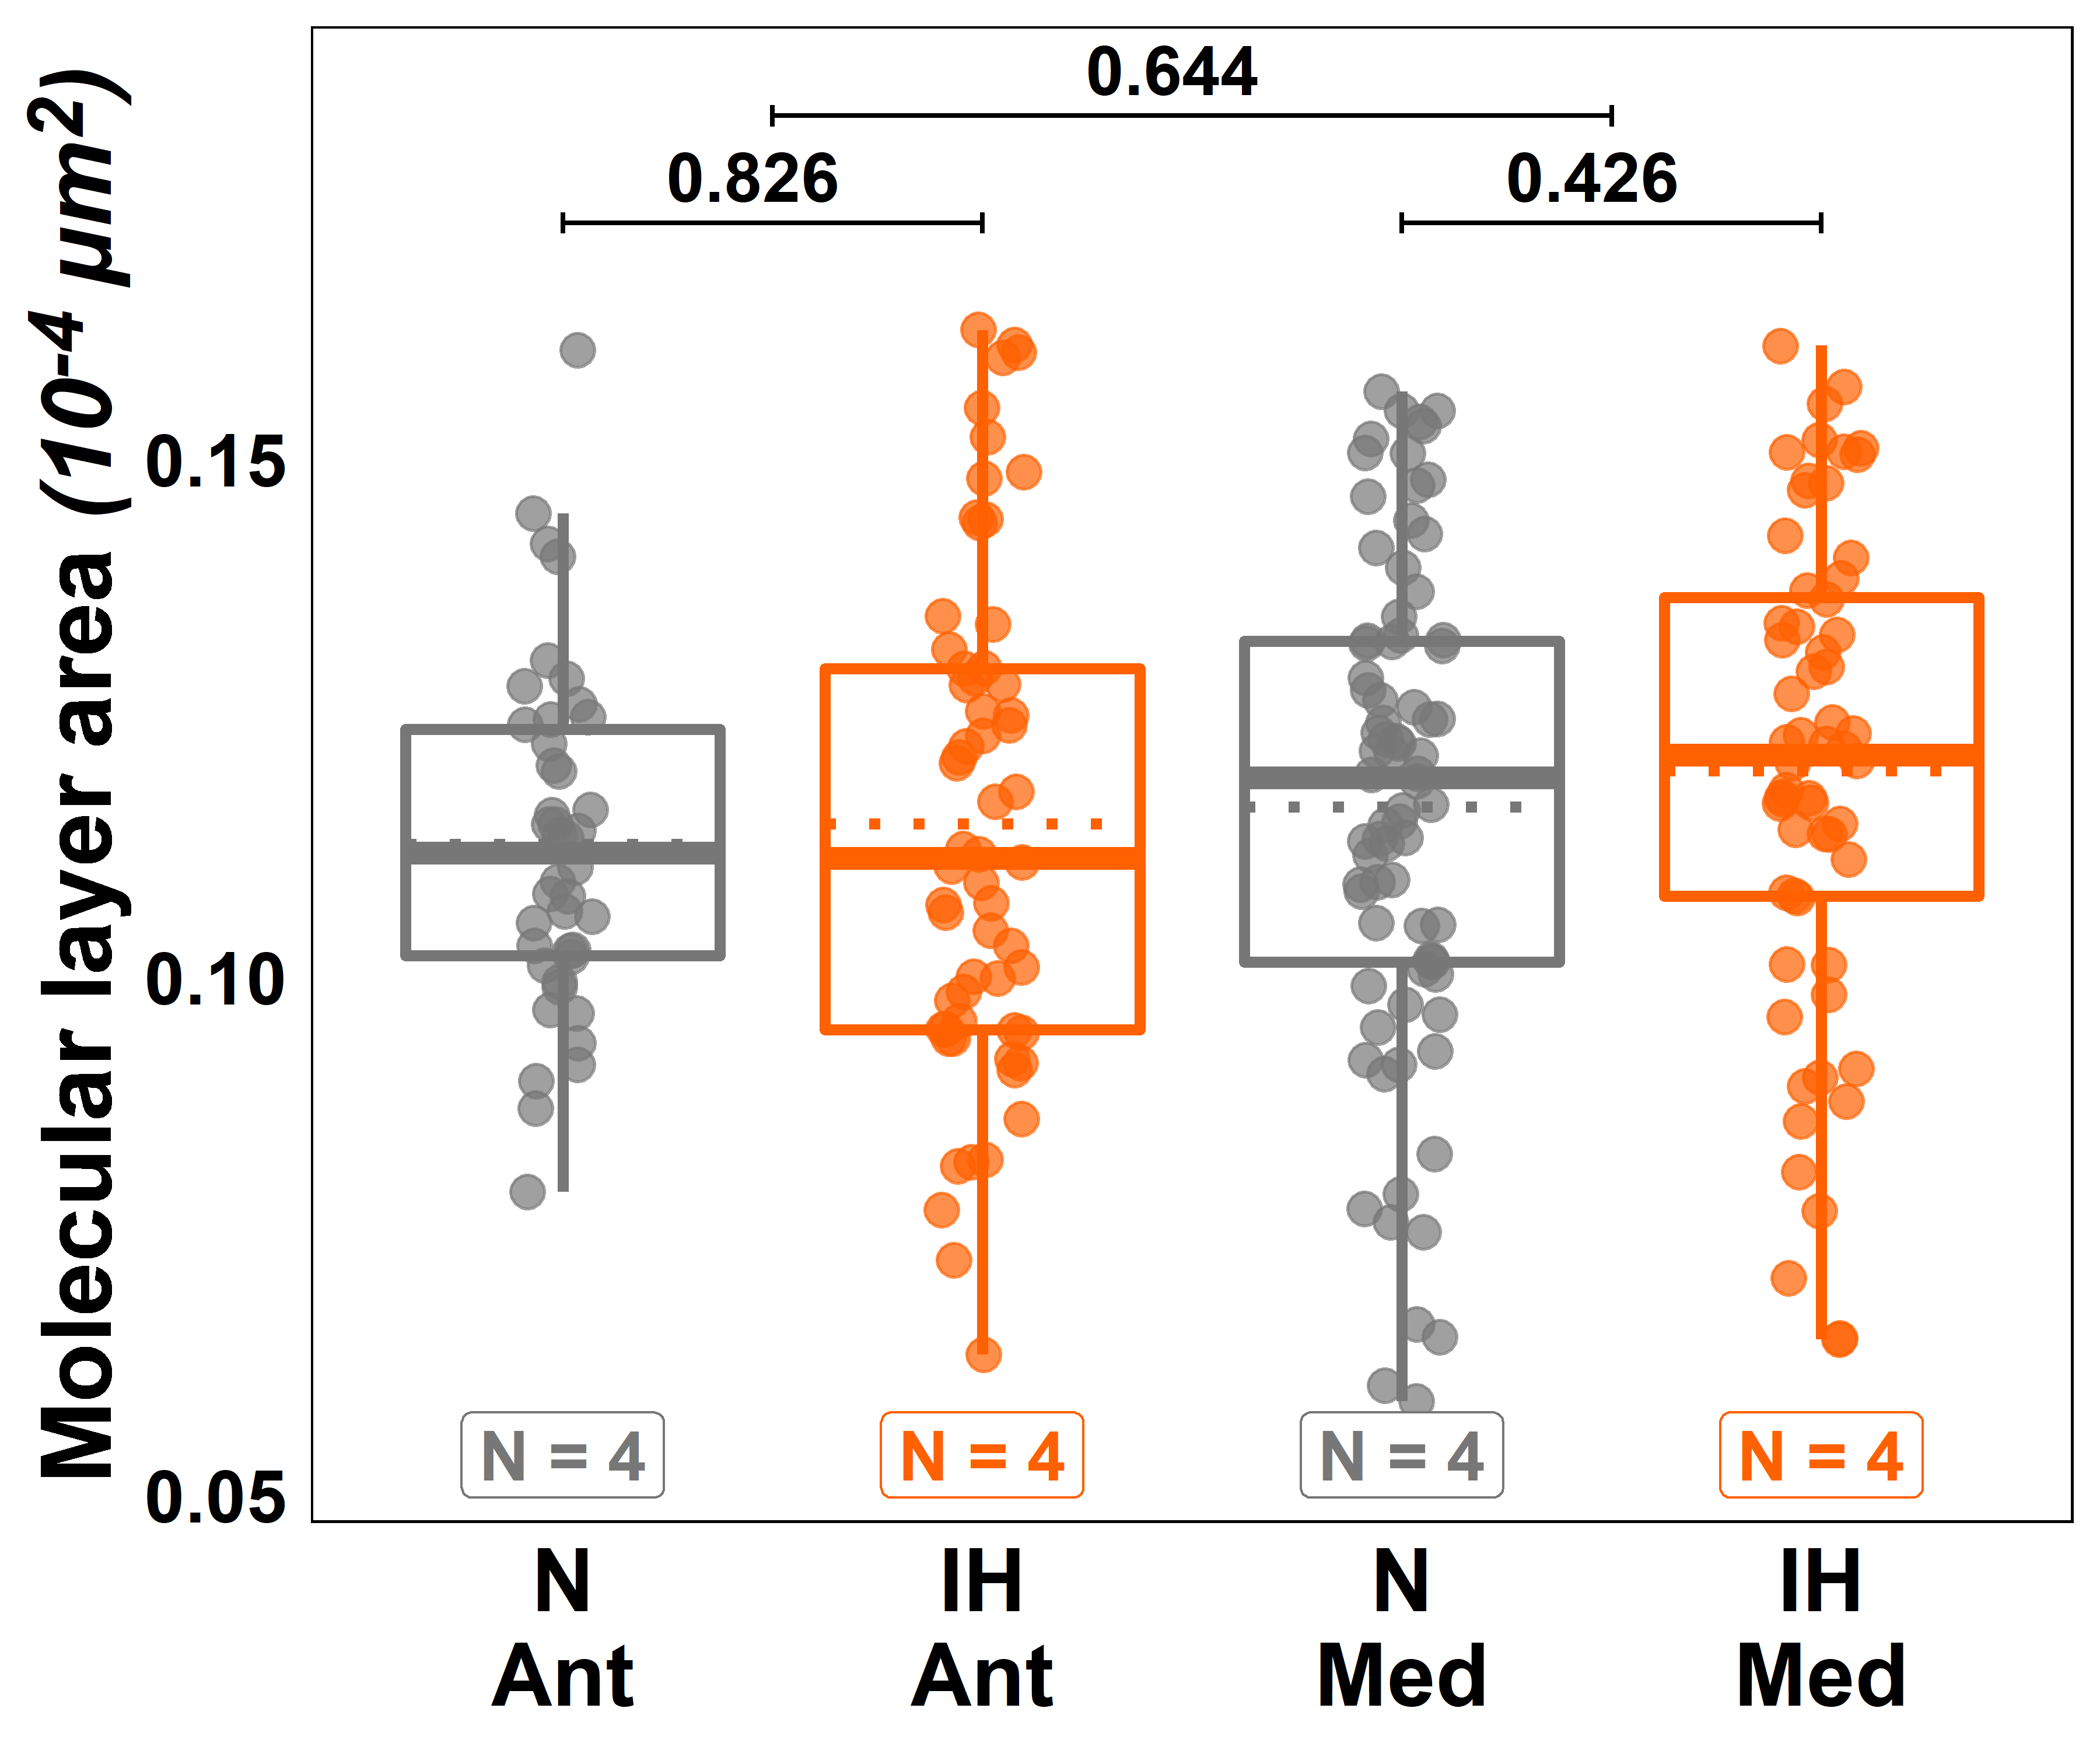 Molecular layer area (10⁻⁴ µm²)
0.644
0.826
0.426
0.15
0.10
0.05
N = 4
N = 4
N = 4
N = 4
N
Ant
IH
Ant
N
Med
IH
Med